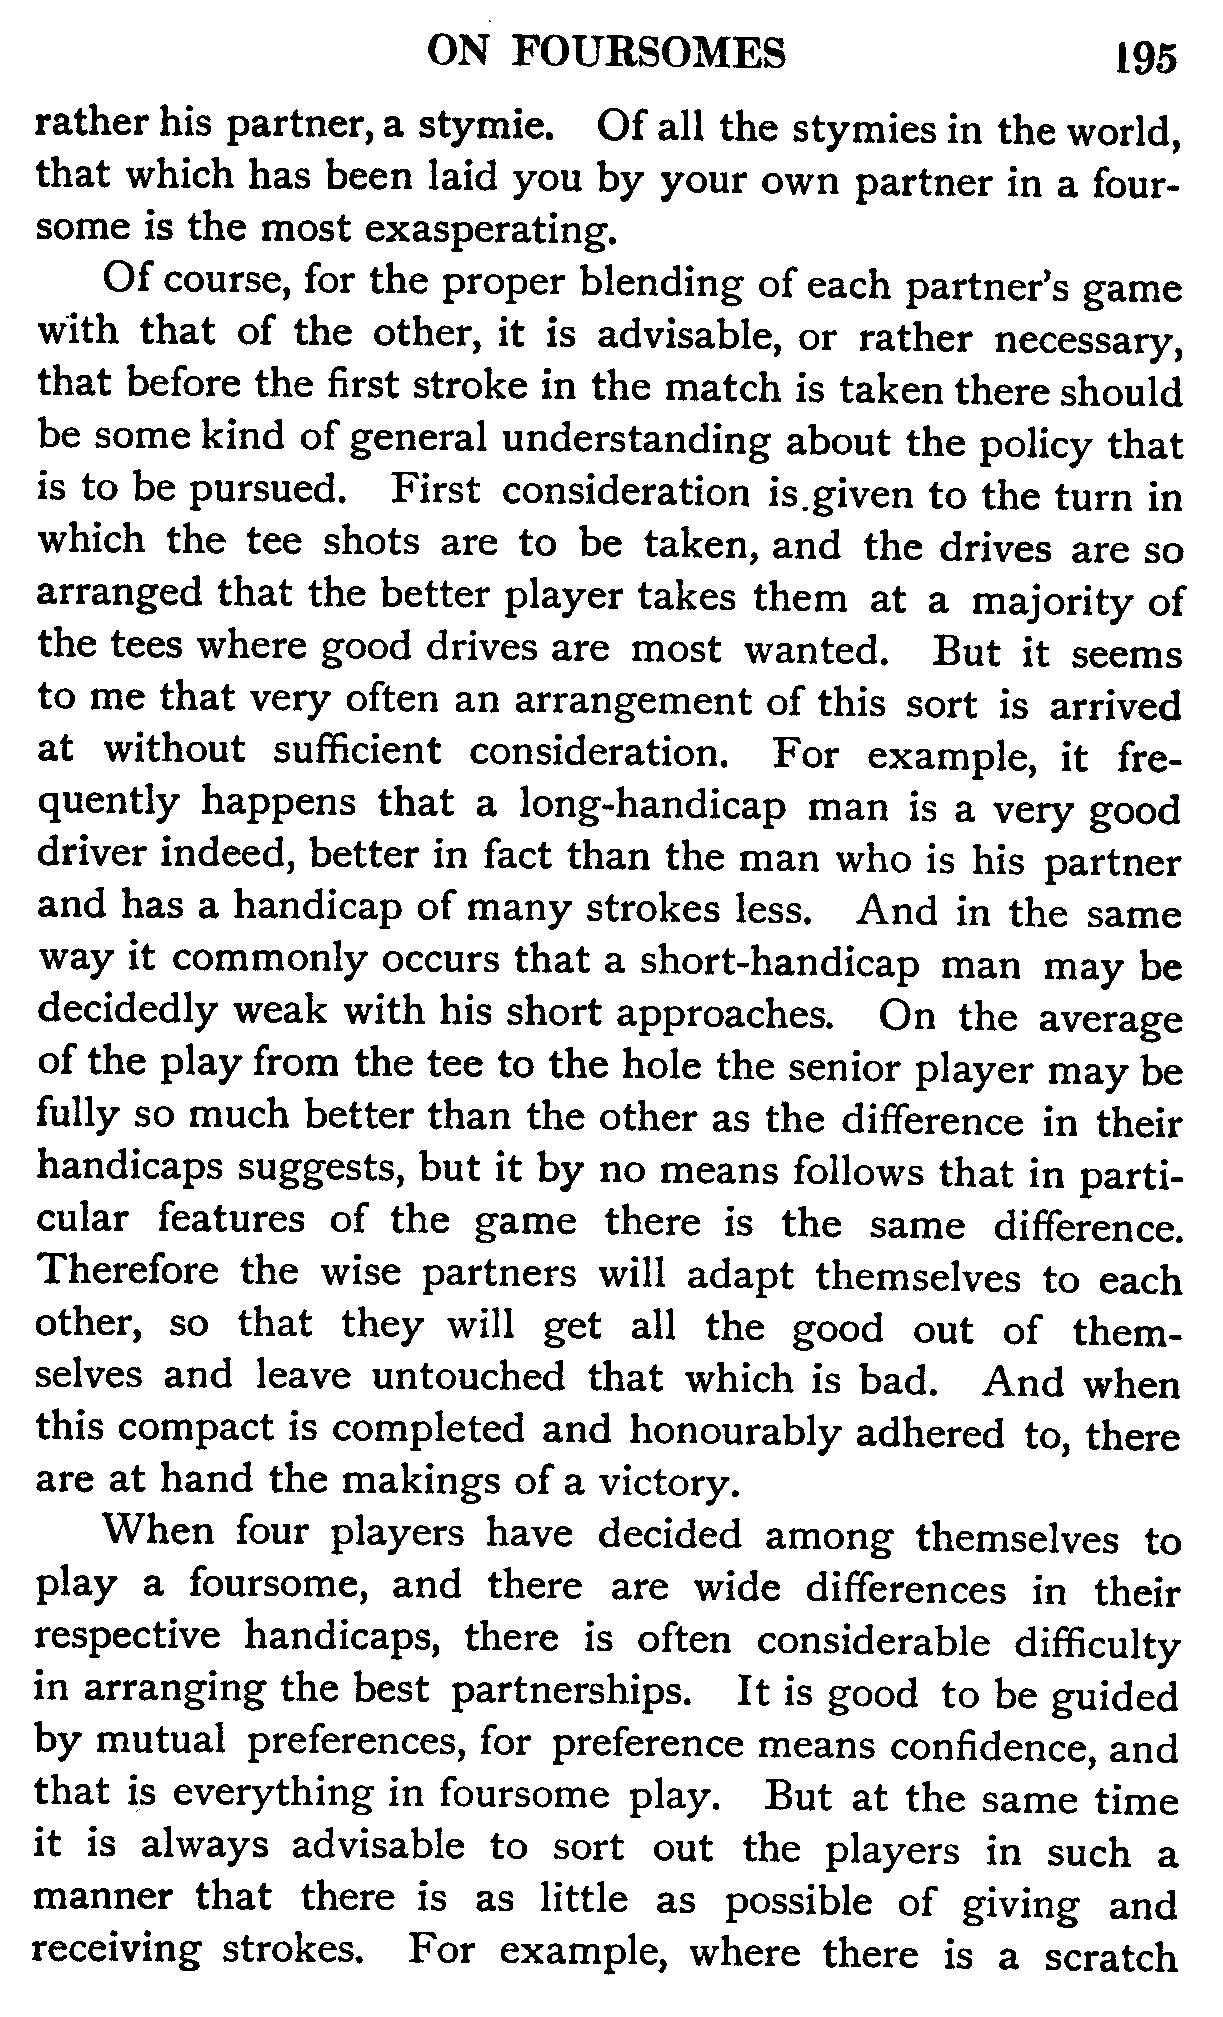 ON FOURSOMES 195
rather his partner, a stymie. Of all the stymies in the world,
that which has been laid you by your own partner in a four-
some is the most exasperating.
Of course, for the proper blending of each partner's game
with that of the other, it is advisable, or rather necessary,
that before the first stroke in the match is taken there should
be some kind of general understanding about the policy that
is to be pursued. First consideration is given to the turn in
which the tee shots are to be taken, and the drives are so
arranged that the better player takes them at a majority of
the tees where good drives are most wanted. But it seems
to me that very often an arrangement of this sort is arrived
at without sufficient consideration. For example, it fre-
quently happens that a long-handicap man is a very good
driver indeed, better in fact than the man who is his partner
and has a handicap of many strokes less. And in the same
way it commonly occurs that a short-handicap man may be
decidedly weak with his short approaches. On the average
of the play from the tee to the hole the senior player may be
fully so much better than the other as the difference in their
handicaps suggests, but it by no means follows that in parti-
cular features of the game there is the same difference.
Therefore the wise partners will adapt themselves to each
other, so that they will get all the good out of them-
selves and leave untouched that which is bad. And when
this compact is completed and honourably adhered to, there
are at hand the makings of a victory.
When four players have decided among themselves to
play a foursome, and there are wide differences in their
respective handicaps, there is often considerable difficulty
in arranging the best partnerships. It is good to be guided
by mutual preferences, for preference means confidence, and
that is everything in foursome play. But at the same time
it is always advisable to sort out the players in such a
manner that there is as little as possible of giving and
receiving strokes. For example, where there is a scratch